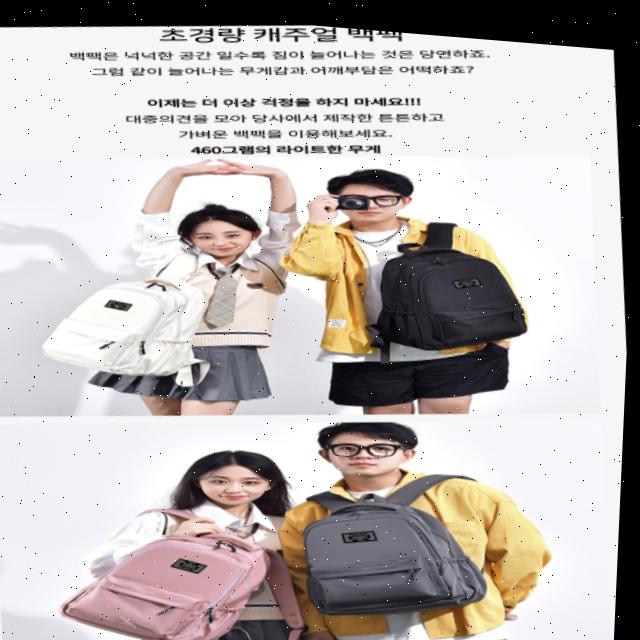 초경량 캐주얼 백팩
백팩은 넉넉한 공간 일수록 짐이 늘어나는 것은 당연하죠.
그럼 같이 늘어나는 무게감과 어깨부담은 어떡하죠?
이제는 더 이상 걱정을 하지 마세요!!!
대중의견을 모아 당사에서 제작한 튼튼하고
가벼운 백팩을 이용해보세요.
460그램의 라이트한 무게